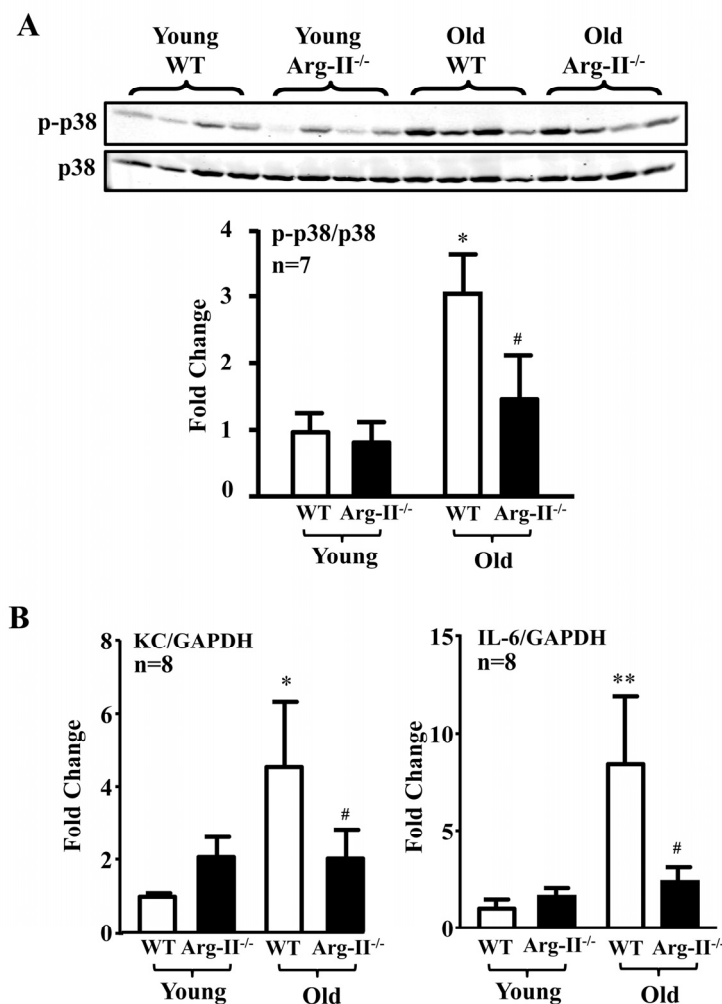 A
Young Young Old Old
WT Arg-II-/- WT Arg-II-/-
p-p38
p38
p-p38/p38
n=7
Fold Change
4
3
2
1
0
*
#
WT Arg-II-/- WT Arg-II-/-
Young Old
B
KC/GAPDH
n=8
Fold Change
8
6
4
2
0
*
#
WT Arg-II-/- WT Arg-II-/-
Young Old
IL-6/GAPDH
n=8
Fold Change
15
10
5
0
**
#
WT Arg-II-/- WT Arg-II-/-
Young Old